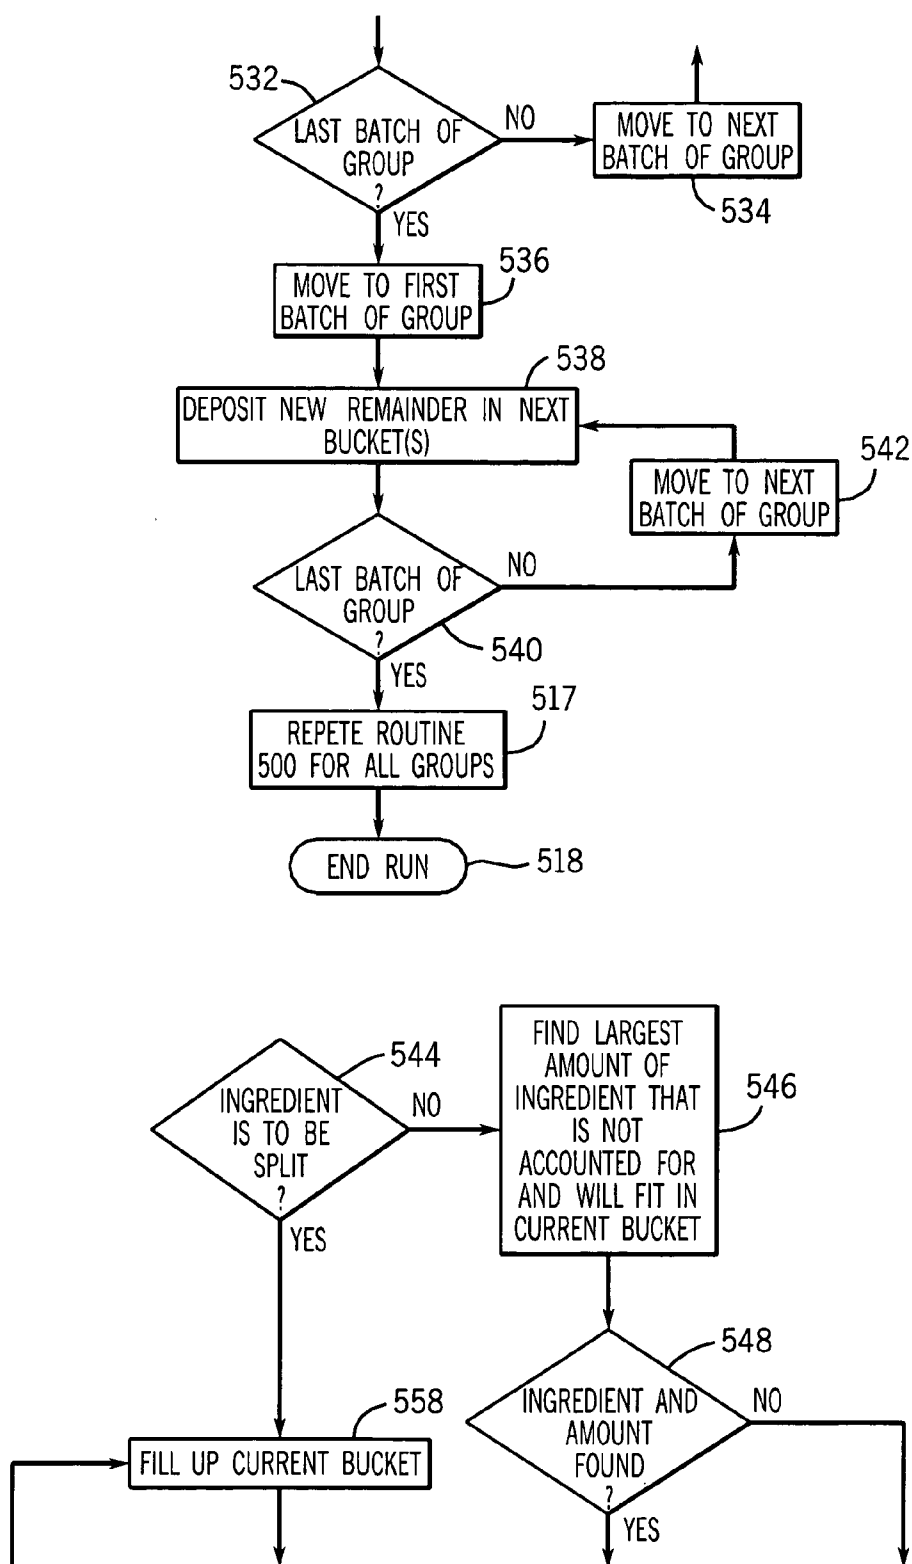 532
LAST BATCH OF
GROUP
?
NO
YES
MOVE TO NEXT
BATCH OF GROUP
534
536
MOVE TO FIRST
BATCH OF GROUP
538
DEPOSIT NEW REMAINDER IN NEXT
BUCKET(S)
542
MOVE TO NEXT
BATCH OF GROUP
LAST BATCH OF
GROUP
?
NO
540
YES
517
REPETE ROUTINE
500 FOR ALL GROUPS
END RUN
518
544
INGREDIENT
IS TO BE
SPLIT
?
NO
YES
FIND LARGEST
AMOUNT OF
INGREDIENT THAT
IS NOT
ACCOUNTED FOR
AND WILL FIT IN
CURRENT BUCKET
546
548
INGREDIENT AND
AMOUNT
FOUND
?
NO
YES
558
FILL UP CURRENT BUCKET